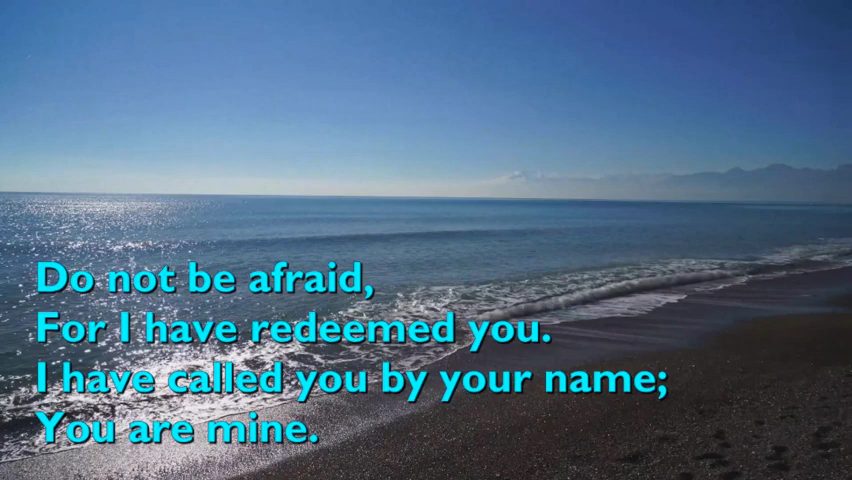 Do not be afraid,
For I have redeemed you.
I have called you by your name;
You are mine.